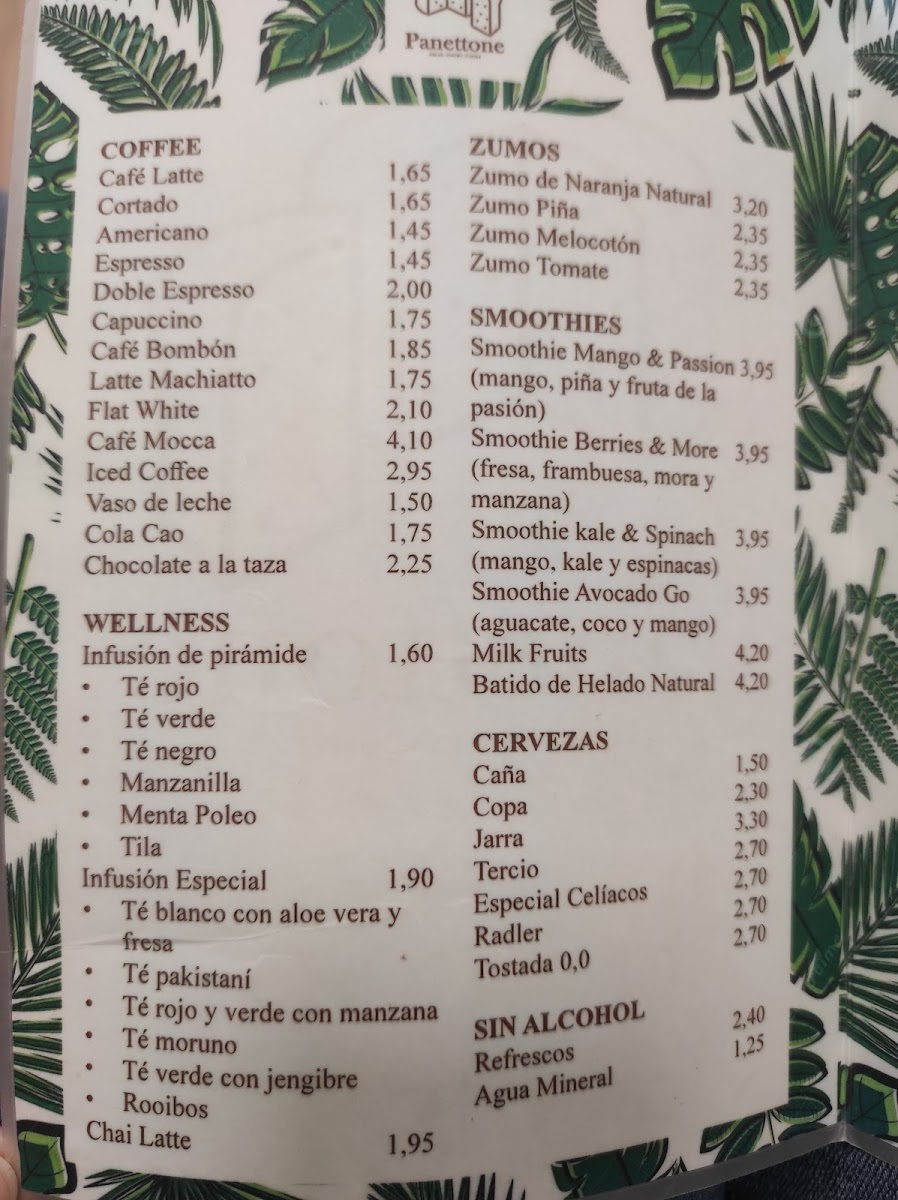 Panettone
COFFEE
Café Latte 1,65
Cortado 1,65
Americano 1,45
Espresso 1,45
Doble Espresso 2,00
Capuccino 1,75
Café Bombón 1,85
Latte Machiatto 1,75
Flat White 2,10
Café Mocca 4,10
Iced Coffee 2,95
Vaso de leche 1,50
Cola Cao 1,75
Chocolate a la taza 2,25
WELLNESS
Infusión de pirámide 1,60
• Té rojo
• Té verde
• Té negro
• Manzanilla
• Menta Poleo
• Tila
Infusión Especial 1,90
• Té blanco con aloe vera y
fresa
• Té pakistaní
• Té rojo y verde con manzana
• Té moruno
• Té verde con jengibre
• Rooibos
Chai Latte 1,95
ZUMOS
Zumo de Naranja Natural 3,20
Zumo Piña 2,35
Zumo Melocotón 2,35
Zumo Tomate 2,35
SMOOTHIES
Smoothie Mango & Passion 3,95
(mango, piña y fruta de la
pasión)
Smoothie Berries & More 3,95
(fresa, frambuesa, mora y
manzana)
Smoothie kale & Spinach 3,95
(mango, kale y espinacas)
Smoothie Avocado Go 3,95
(aguacate, coco y mango)
Milk Fruits 4,20
Batido de Helado Natural 4,20
CERVEZAS
Caña 1,50
Copa 2,30
Jarra 3,30
Tercio 2,70
Especial Celíacos 2,70
Radler 2,70
Tostada 0,0 2,70
SIN ALCOHOL
Refrescos 2,40
Agua Mineral 1,25